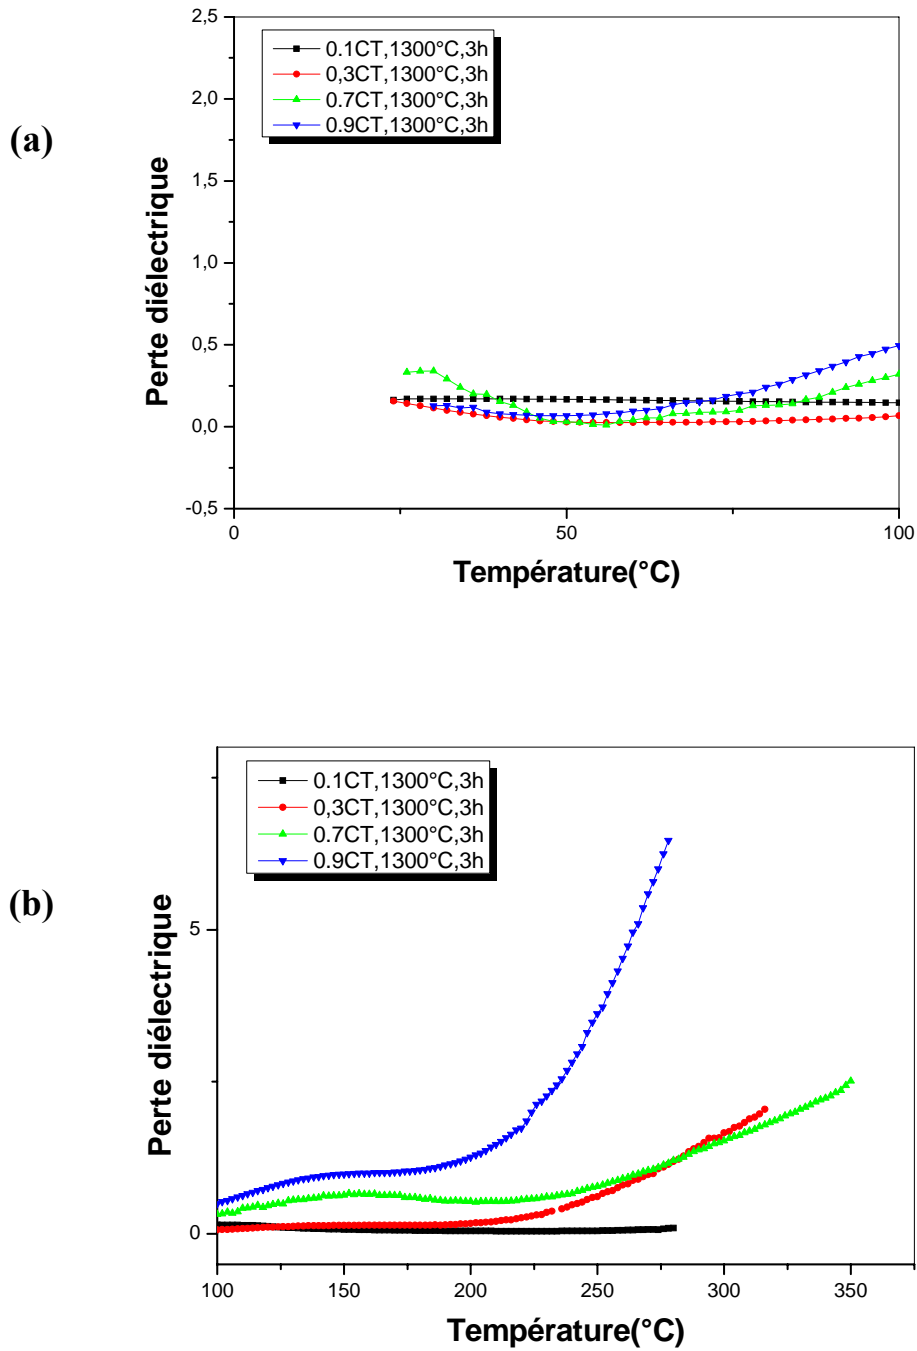 (a)
Perte diélectrique
2,5
2,0
1,5
1,0
0,5
0,0
-0,5
0.1CT,1300°C,3h
0,3CT,1300°C,3h
0.7CT,1300°C,3h
0.9CT,1300°C,3h
0 50 100
Température(°C)
(b)
Perte diélectrique
5
0
0.1CT,1300°C,3h
0,3CT,1300°C,3h
0.7CT,1300°C,3h
0.9CT,1300°C,3h
100 150 200 250 300 350
Température(°C)